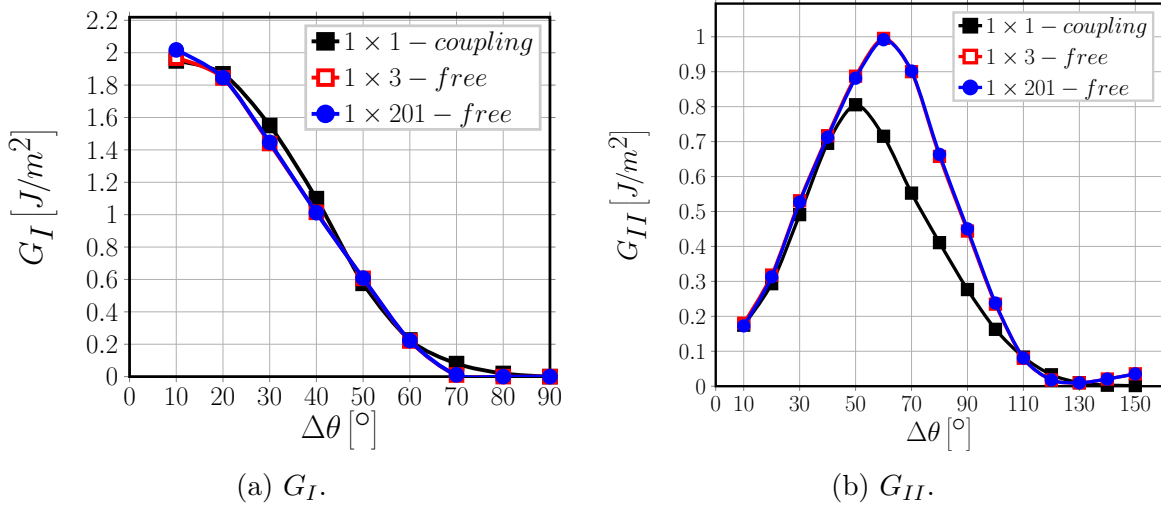 G_I [J/m^2]
2.2
2
1.8
1.6
1.4
1.2
1
0.8
0.6
0.4
0.2
0
1 × 1 − coupling
1 × 3 − free
1 × 201 − free
0 10 20 30 40 50 60 70 80 90
Δθ [°]
(a) G_I.
G_II [J/m^2]
1
0.9
0.8
0.7
0.6
0.5
0.4
0.3
0.2
0.1
0
1 × 1 − coupling
1 × 3 − free
1 × 201 − free
0 10 30 50 70 90 110 130 150
Δθ [°]
(b) G_II.